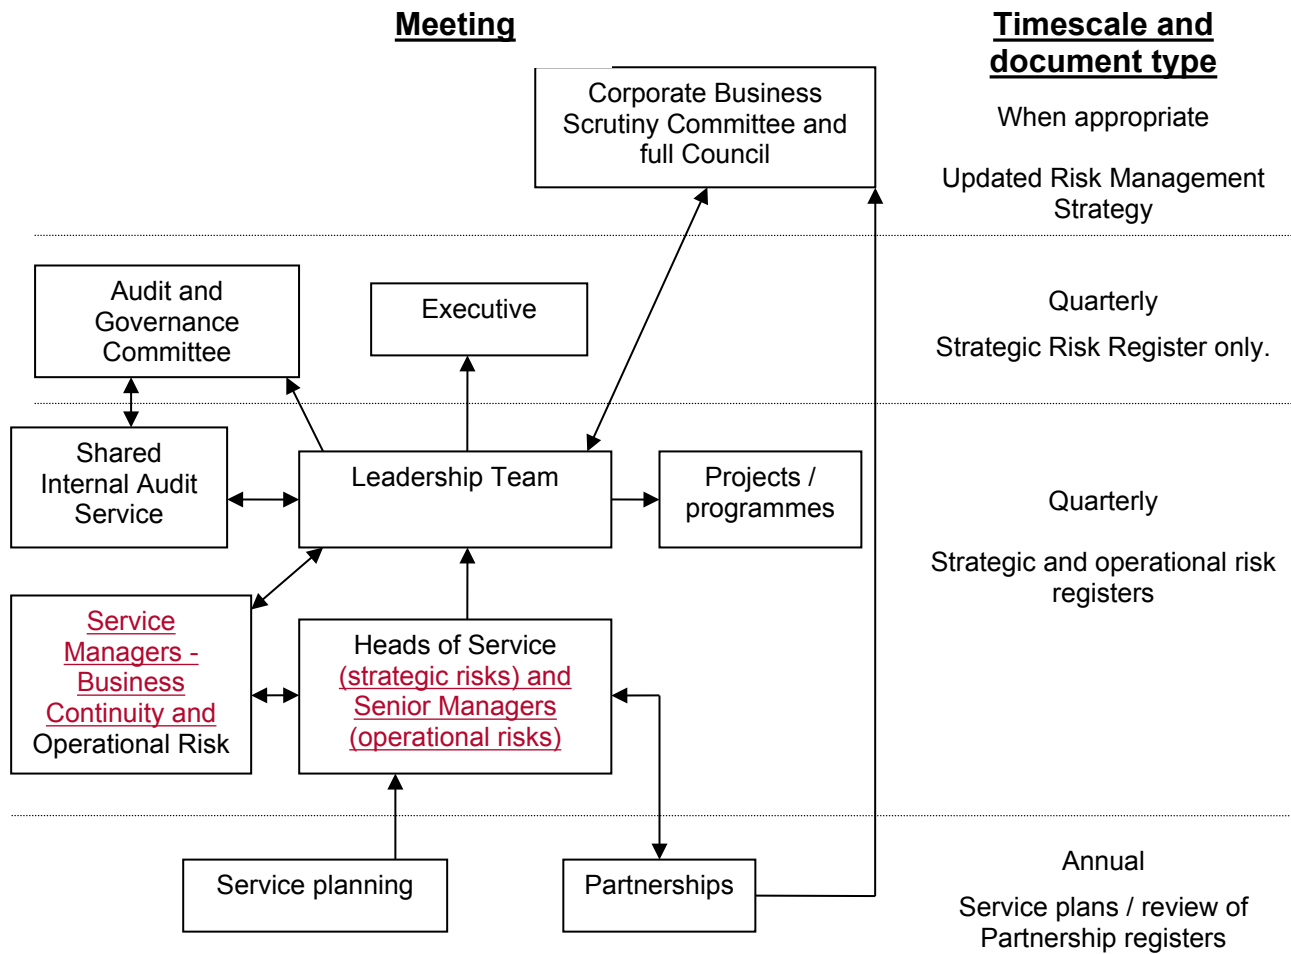 Meeting
Timescale and
document type
Corporate Business
Scrutiny Committee and
full Council
When appropriate
Updated Risk Management
Strategy
Audit and
Governance
Committee
Executive
Quarterly
Strategic Risk Register only.
Shared
Internal Audit
Service
Leadership Team
Projects /
programmes
Quarterly
Strategic and operational risk
registers
Service
Managers -
Business
Continuity and
Operational Risk
Heads of Service
(strategic risks) and
Senior Managers
(operational risks)
Service planning
Partnerships
Annual
Service plans / review of
Partnership registers